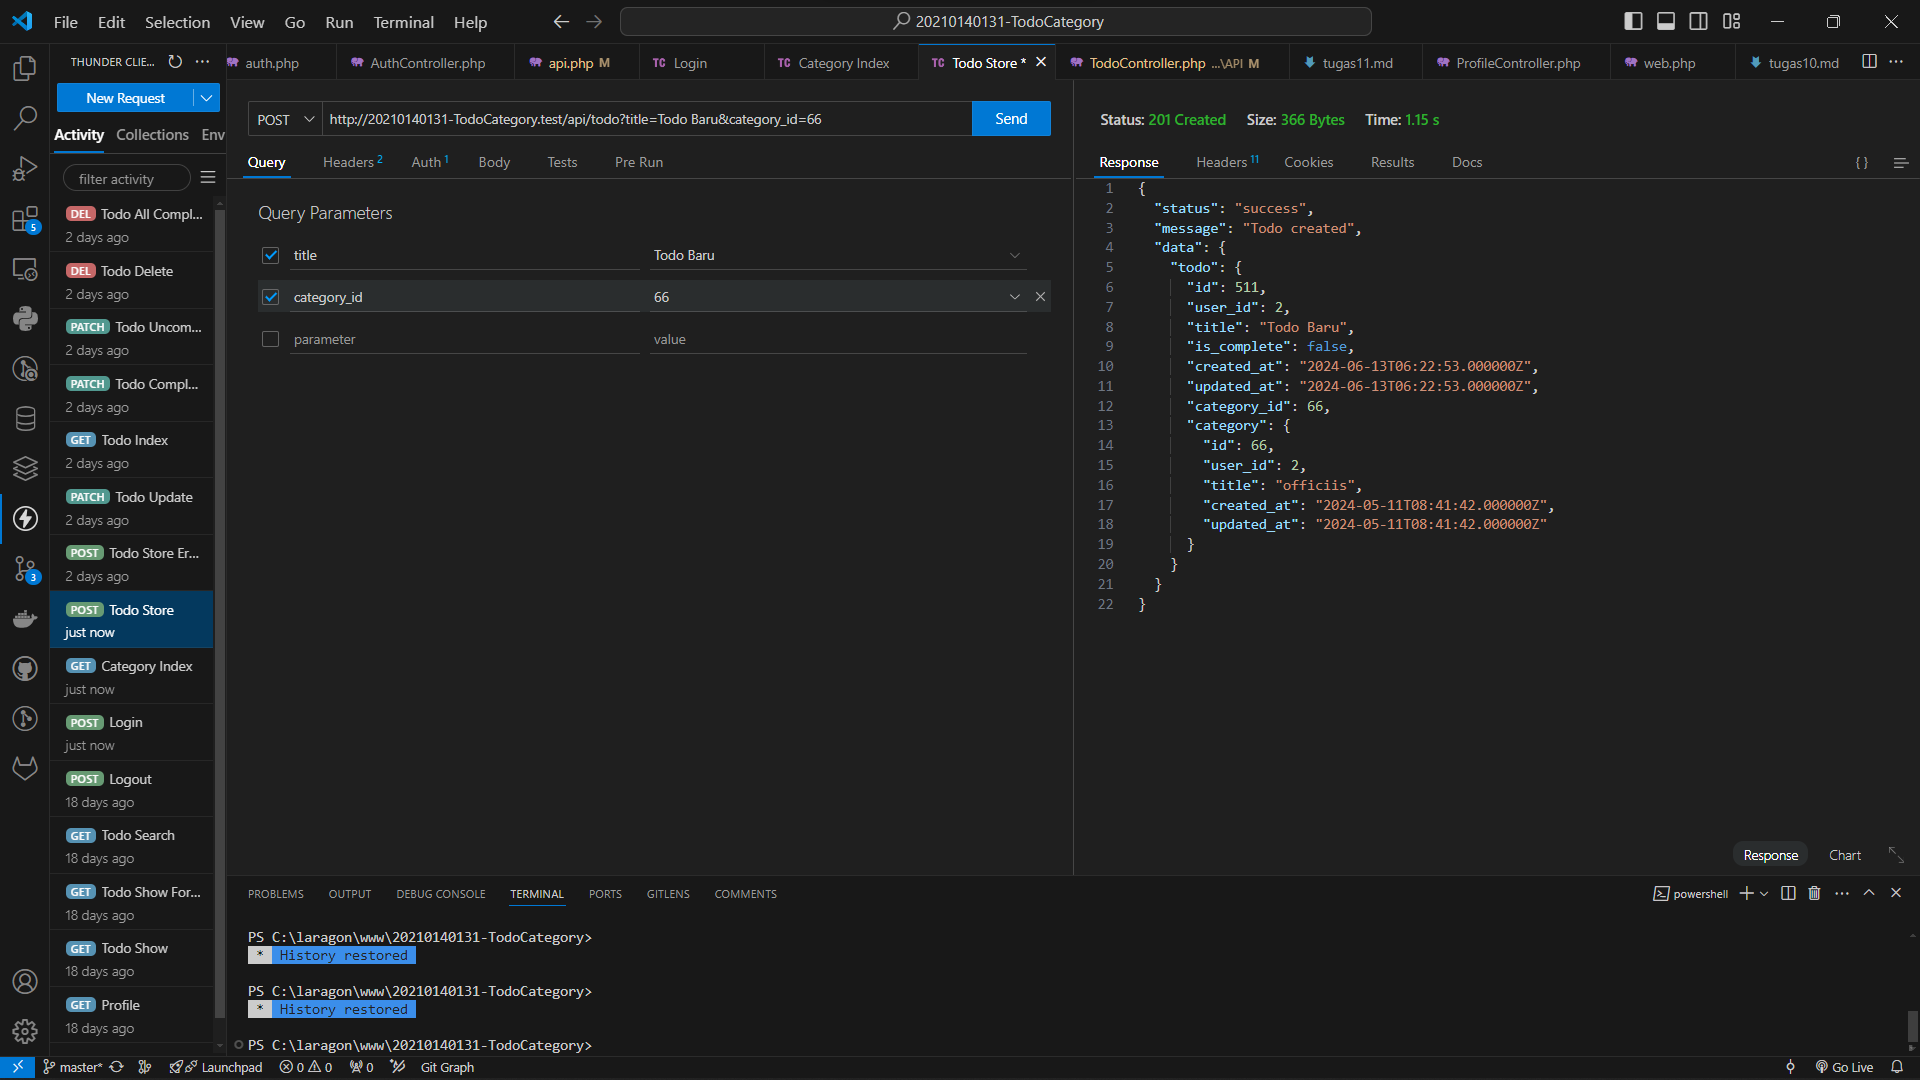 File Edit Selection View Go Run Terminal Help
20210140131-TodoCategory
THUNDER CLIE...
auth.php
AuthController.php
api.php M
TC Login
TC Category Index
TC Todo Store *
TodoController.php ...\API M
tugas11.md
ProfileController.php
web.php
tugas10.md
New Request
Activity Collections Env
filter activity
DEL Todo All Compl...
2 days ago
DEL Todo Delete
2 days ago
PATCH Todo Uncom...
2 days ago
PATCH Todo Compl...
2 days ago
GET Todo Index
2 days ago
PATCH Todo Update
2 days ago
POST Todo Store Er...
2 days ago
POST Todo Store
just now
GET Category Index
just now
POST Login
just now
POST Logout
18 days ago
GET Todo Search
18 days ago
GET Todo Show For...
18 days ago
GET Todo Show
18 days ago
GET Profile
18 days ago
5
3
POST http://20210140131-TodoCategory.test/api/todo?title=Todo Baru&category_id=66 Send
Query Headers 2 Auth 1 Body Tests Pre Run
Query Parameters
title Todo Baru
category_id 66
parameter value
Status: 201 Created Size: 366 Bytes Time: 1.15 s
Response Headers 11 Cookies Results Docs
{ }
1 {
2 "status": "success",
3 "message": "Todo created",
4 "data": {
5 "todo": {
6 "id": 511,
7 "user_id": 2,
8 "title": "Todo Baru",
9 "is_complete": false,
10 "created_at": "2024-06-13T06:22:53.000000Z",
11 "updated_at": "2024-06-13T06:22:53.000000Z",
12 "category_id": 66,
13 "category": {
14 "id": 66,
15 "user_id": 2,
16 "title": "officiis",
17 "created_at": "2024-05-11T08:41:42.000000Z",
18 "updated_at": "2024-05-11T08:41:42.000000Z"
19 }
20 }
21 }
22 }
Response Chart
PROBLEMS OUTPUT DEBUG CONSOLE TERMINAL PORTS GITLENS COMMENTS
powershell
PS C:\laragon\www\20210140131-TodoCategory>
* History restored
PS C:\laragon\www\20210140131-TodoCategory>
* History restored
PS C:\laragon\www\20210140131-TodoCategory>
master* Launchpad 0 0 0 Git Graph Go Live